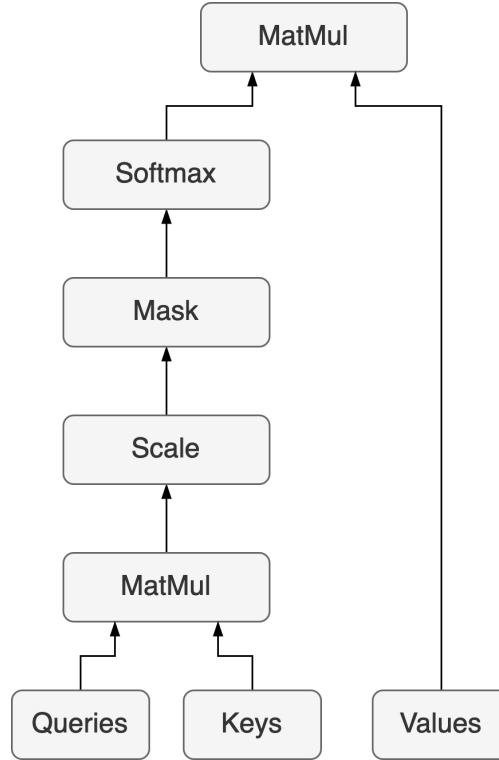 MatMul
Softmax
Mask
Scale
MatMul
Queries
Keys
Values